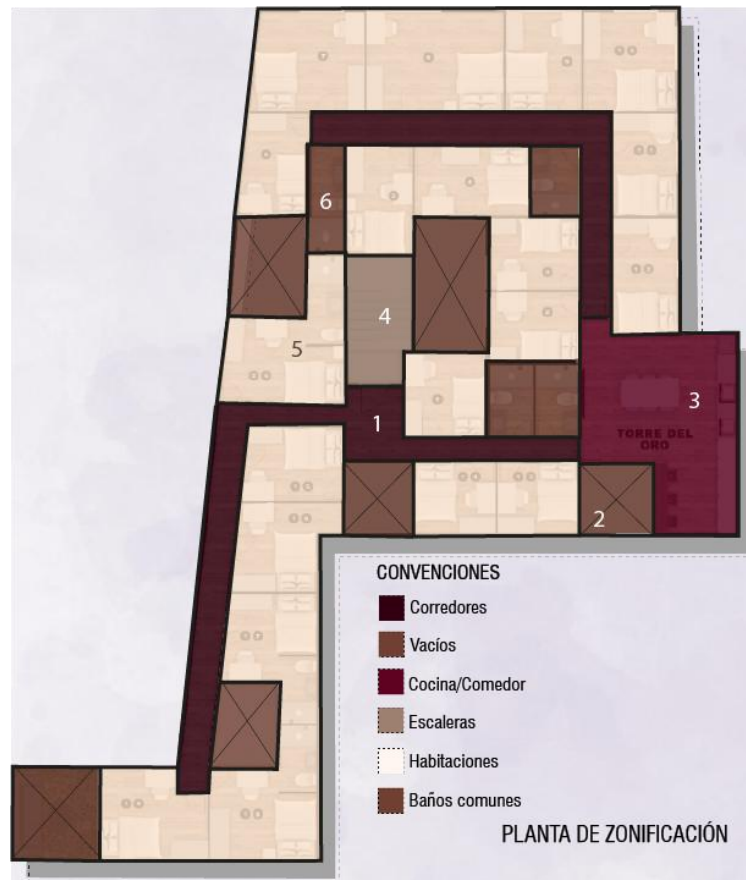 6
4
5
3
TORRE DEL
ORO
1
2
CONVENCIONES
Corredores
Vacíos
Cocina/Comedor
Escaleras
Habitaciones
Baños comunes
PLANTA DE ZONIFICACIÓN